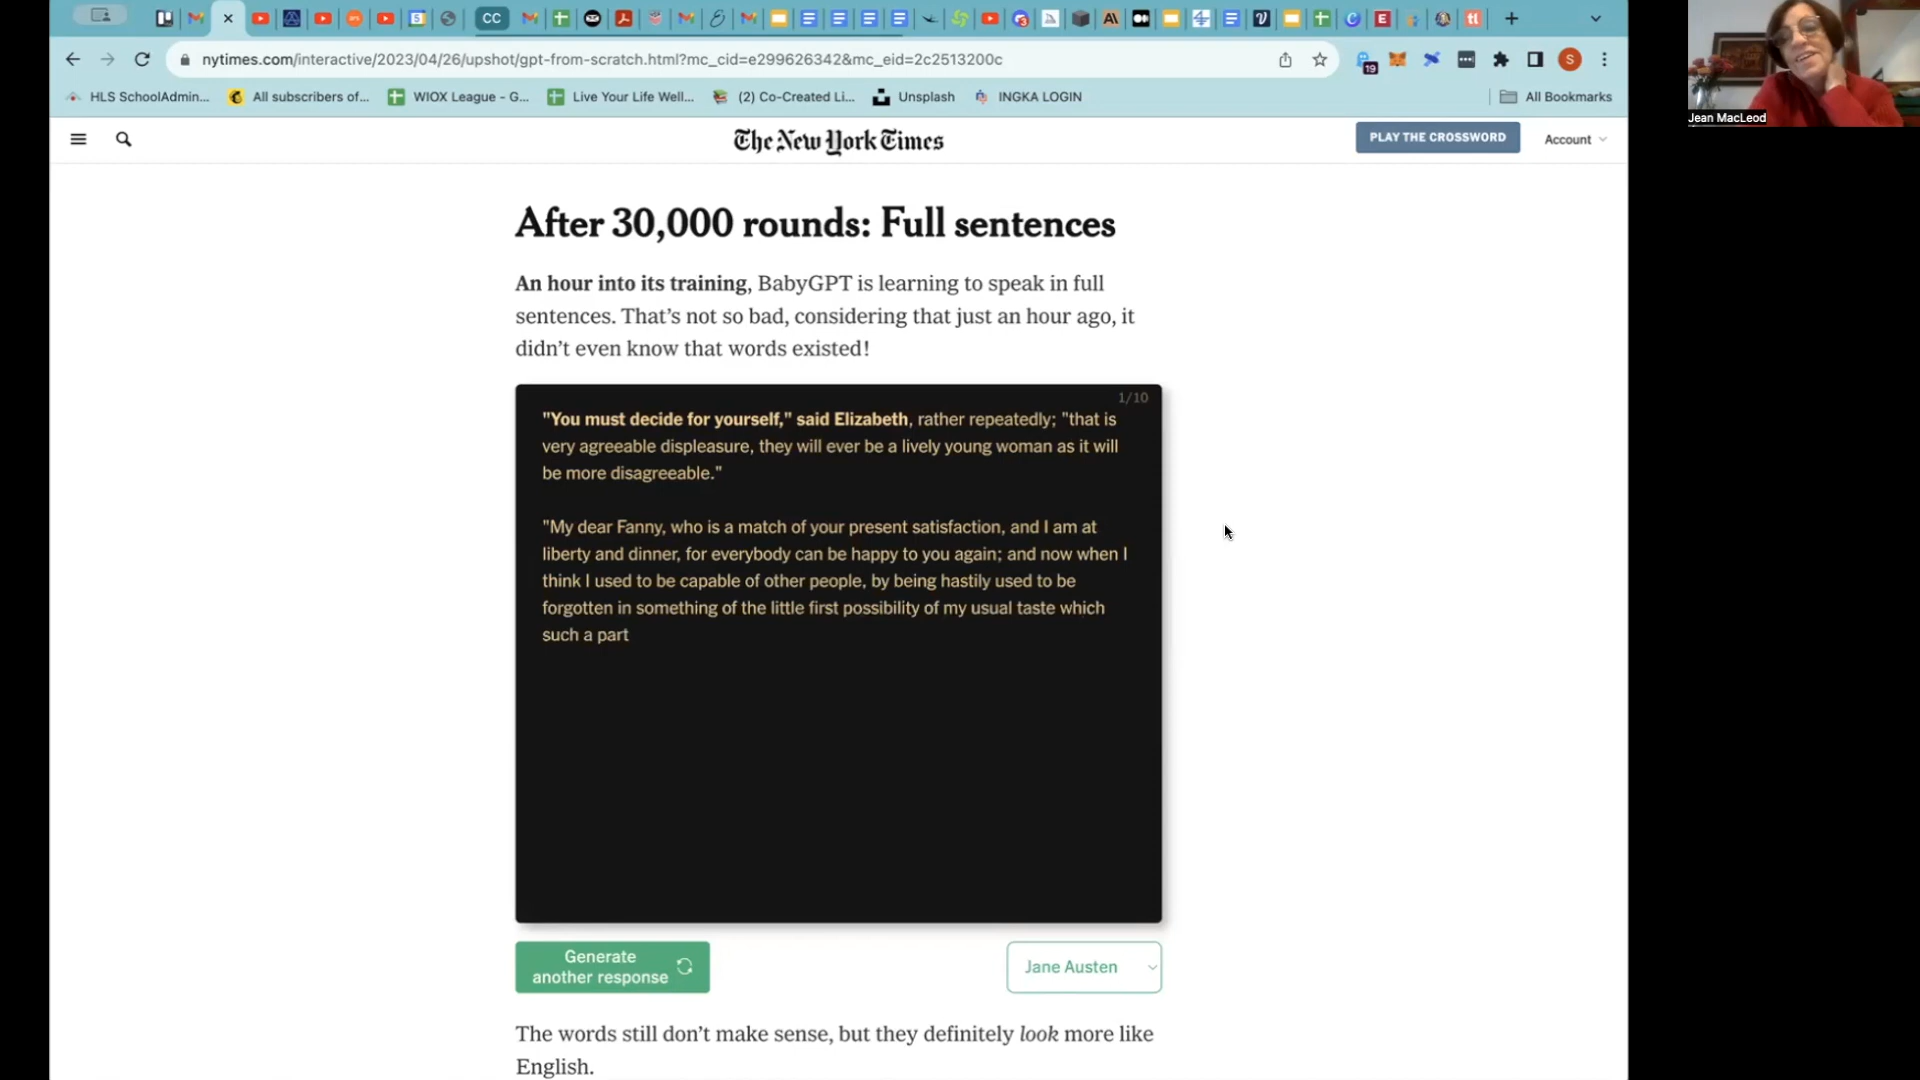 CC
nytimes.com/interactive/2023/04/26/upshot/gpt-from-scratch.html?mc_cid=e299626342&mc_eid=2c2513200c
19
S
HLS SchoolAdmin...
All subscribers of...
WIOX League - G...
Live Your Life Well...
(2) Co-Created Li...
Unsplash
INGKA LOGIN
All Bookmarks
Jean MacLeod
The New York Times
PLAY THE CROSSWORD
Account
After 30,000 rounds: Full sentences
An hour into its training, BabyGPT is learning to speak in full
sentences. That's not so bad, considering that just an hour ago, it
didn't even know that words existed!
1/10
"You must decide for yourself," said Elizabeth, rather repeatedly; "that is
very agreeable displeasure, they will ever be a lively young woman as it will
be more disagreeable."
"My dear Fanny, who is a match of your present satisfaction, and I am at
liberty and dinner, for everybody can be happy to you again; and now when I
think I used to be capable of other people, by being hastily used to be
forgotten in something of the little first possibility of my usual taste which
such a part
Generate
another response
Jane Austen
The words still don't make sense, but they definitely look more like
English.